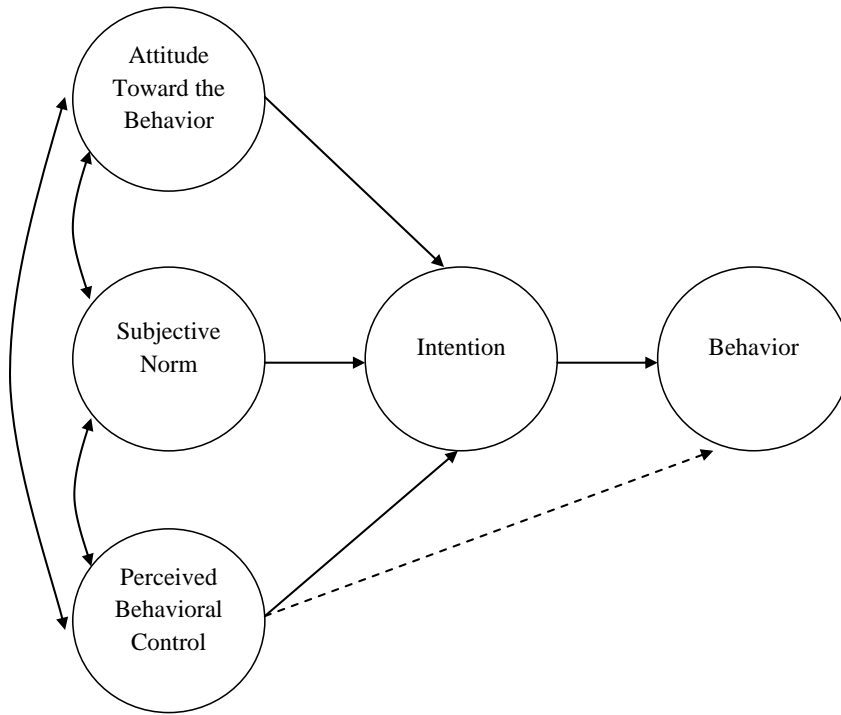 Attitude
Toward the
Behavior
Subjective
Norm
Intention
Behavior
Perceived
Behavioral
Control